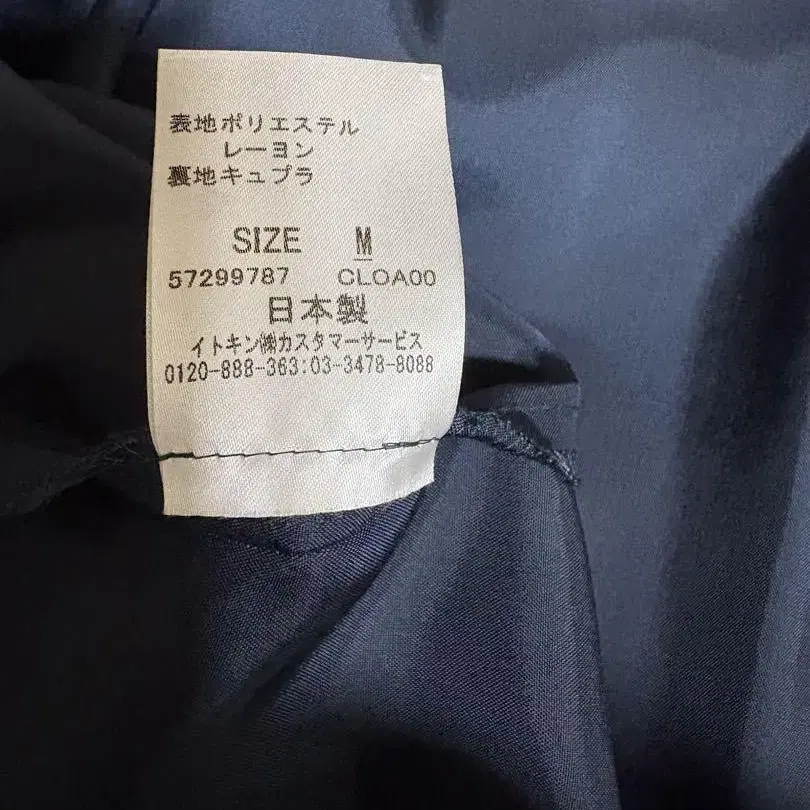 表地ポリエステル
レーヨン
裏地キュプラ
SIZE M
57299787 CLOA00
日本製
イトキン㈱カスタマーサービス
0120-888-363:03-3478-8088